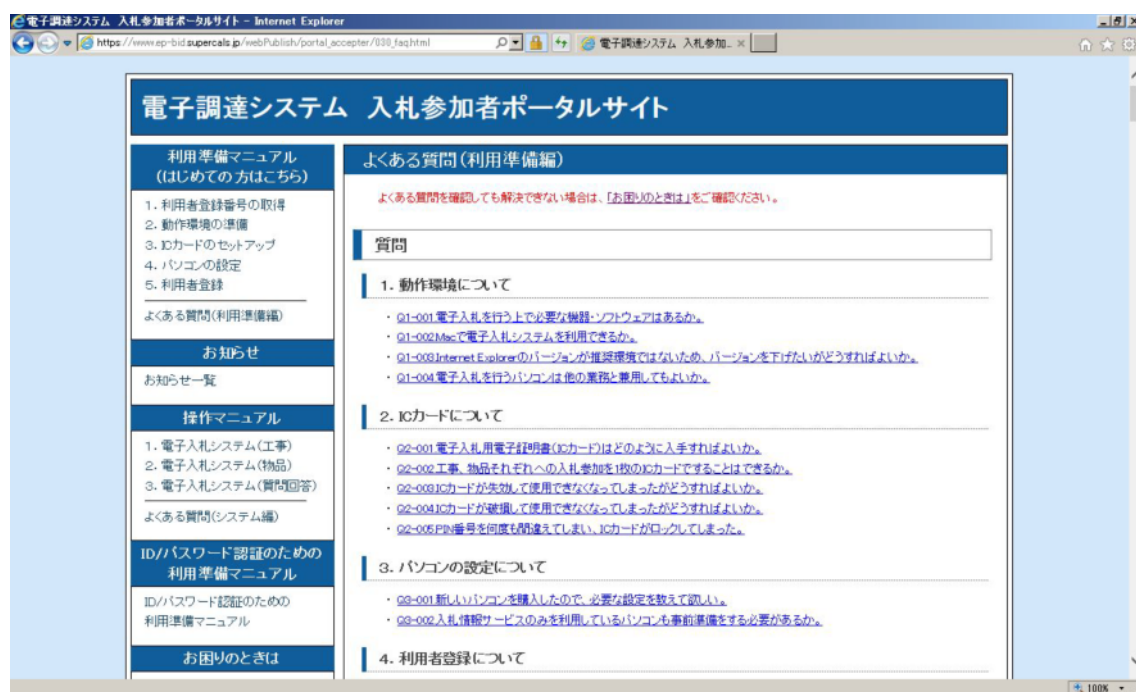 電子調達システム 入札参加者ポータルサイト - Internet Explorer
https://www.ep-bid.supercals.jp/webPublish/portal_accepter/030_faq.html
電子調達システム 入札参加...
電子調達システム 入札参加者ポータルサイト
利用準備マニュアル
(はじめての方はこちら)
1. 利用者登録番号の取得
2. 動作環境の準備
3. ICカードのセットアップ
4. パソコンの設定
5. 利用者登録
よくある質問(利用準備編)
お知らせ
お知らせ一覧
操作マニュアル
1. 電子入札システム(工事)
2. 電子入札システム(物品)
3. 電子入札システム(質問回答)
よくある質問(システム編)
ID/パスワード認証のための
利用準備マニュアル
ID/パスワード認証のための
利用準備マニュアル
お困りのときは
よくある質問(利用準備編)
よくある質問を確認しても解決できない場合は、「お困りのときは」をご確認ください。
質問
1. 動作環境について
・ Q1-001電子入札を行う上で必要な機器・ソフトウェアはあるか。
・ Q1-002Macで電子入札システムを利用できるか。
・ Q1-003Internet Explorerのバージョンが推奨環境ではないため、バージョンを下げたいがどうすればよいか。
・ Q1-004電子入札を行うパソコンは他の業務と兼用してもよいか。
2. ICカードについて
・ Q2-001電子入札用電子証明書(ICカード)はどのように入手すればよいか。
・ Q2-002工事、物品それぞれへの入札参加を1枚のICカードですることはできるか。
・ Q2-003ICカードが失効して使用できなくなってしまったがどうすればよいか。
・ Q2-004ICカードが破損して使用できなくなってしまったがどうすればよいか。
・ Q2-005PIN番号を何度も間違えてしまい、ICカードがロックしてしまった。
3. パソコンの設定について
・ Q3-001新しいパソコンを購入したので、必要な設定を教えて欲しい。
・ Q3-002入札情報サービスのみを利用しているパソコンも事前準備をする必要があるか。
4. 利用者登録について
100%